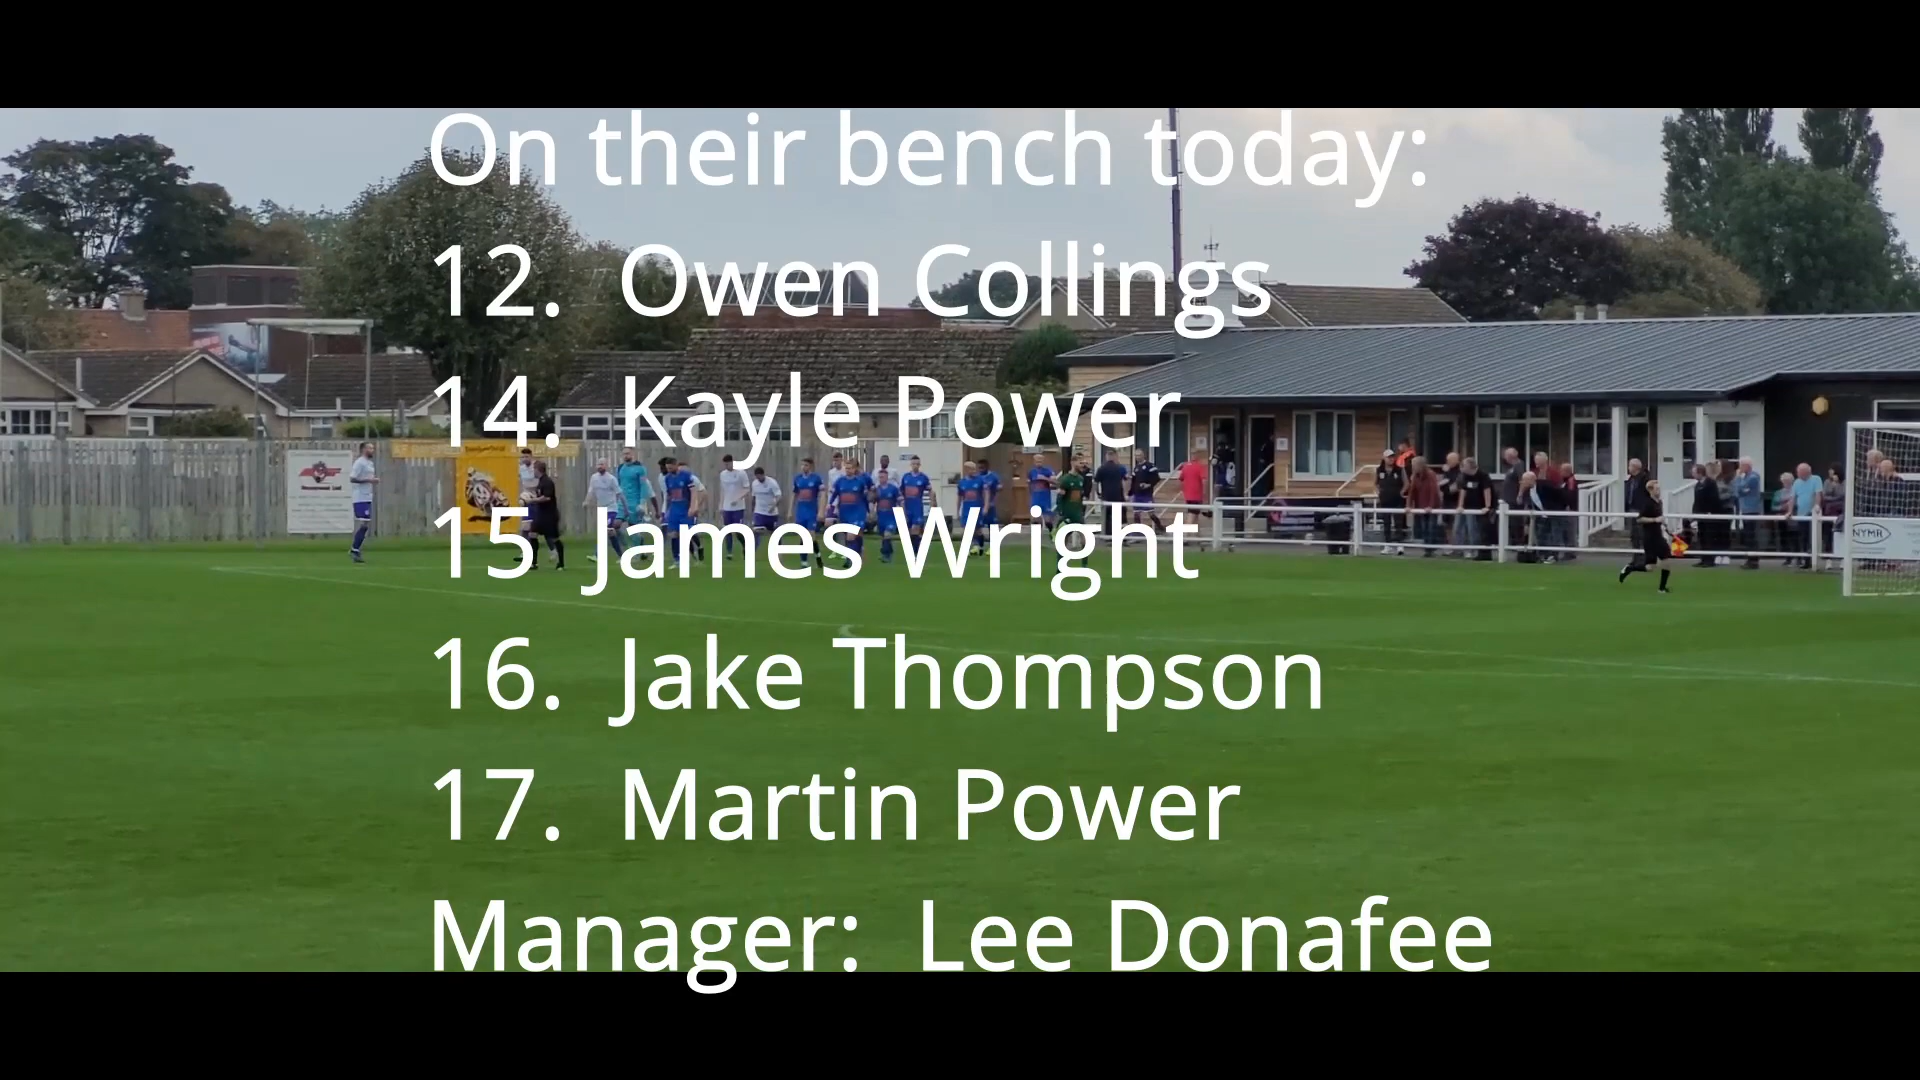 On their bench today:
12. Owen Collings
14. Kayle Power
15 James Wright
16. Jake Thompson
17. Martin Power
Manager: Lee Donafee
NYMR